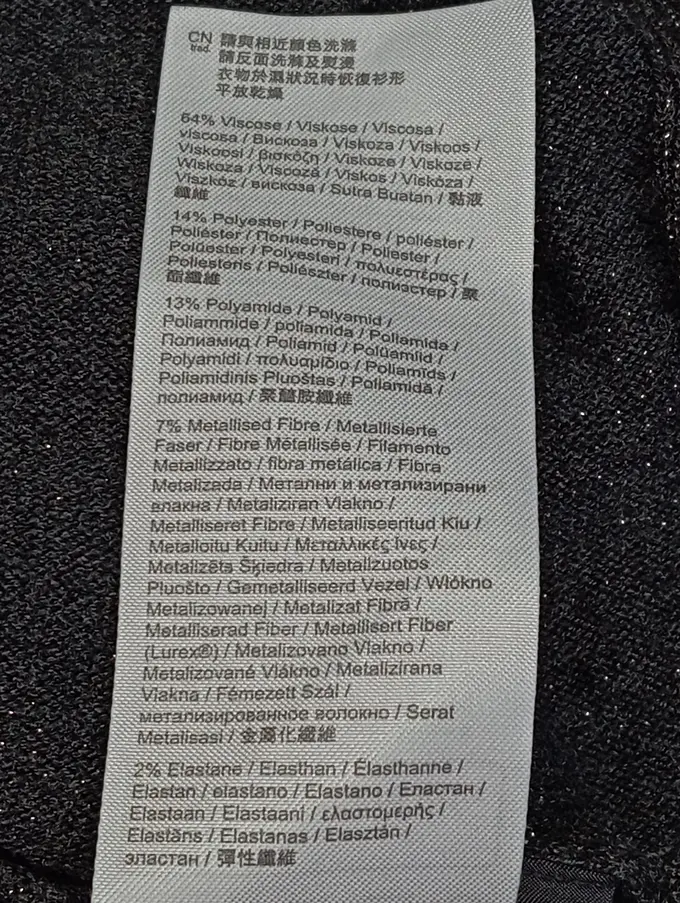 CN 請與相近顏色洗滌
trad. 請反面洗滌及熨燙
衣物於濕狀況時恢復衫形
平放乾燥
64% Viscose / Viskose / Viscosa /
viscosa / Вискоза / Viskoza / Viskoos /
Viskoosi / βισκόζη / Viskoze / Viskozė /
Wiskoza / Viscoză / Viskos / Viskóza /
Viszkóz / вискоза / Sutra Buatan / 黏液
纖維
14% Polyester / Poliestere / poliéster /
Poliéster / Полиестер / Poliester /
Polüester / Polyesteri / πολυεστέρας /
Poliesteris / Poliészter / полиэстер / 聚
酯纖維
13% Polyamide / Polyamid /
Poliammide / poliamida / Poliamida /
Полиамид / Poliamid / Polüamiid /
Polyamidi / πολυαμίδιο / Poliamīds /
Poliamidinis Pluoštas / Poliamidă /
полиамид / 聚醯胺纖維
7% Metallised Fibre / Metallisierte
Faser / Fibre Métallisée / Filamento
Metallizzato / fibra metálica / Fibra
Metalizada / Метални и метализирани
влакна / Metaliziran Vlakno /
Metalliseret Fibre / Metalliseeritud Kiu /
Metalloitu Kuitu / Μεταλλικές ίνες /
Metalizēta Šķiedra / Metalizuotos
Pluošto / Gemetalliseerd Vezel / Włókno
Metalizowanej / Metalizat Fibră /
Metalliserad Fiber / Metallisert Fiber
(Lurex®) / Metalizovano Vlakno /
Metalizované Vlákno / Metalizirana
Vlakna / Fémezett Szál /
метализированное волокно / Serat
Metalisasi / 金屬化纖維
2% Elastane / Elasthan / Élasthanne /
Elastan / elastano / Elastano / Еластан /
Elastaan / Elastaani / ελαστομερής /
Elastāns / Elastanas / Elasztán /
эластан / 彈性纖維